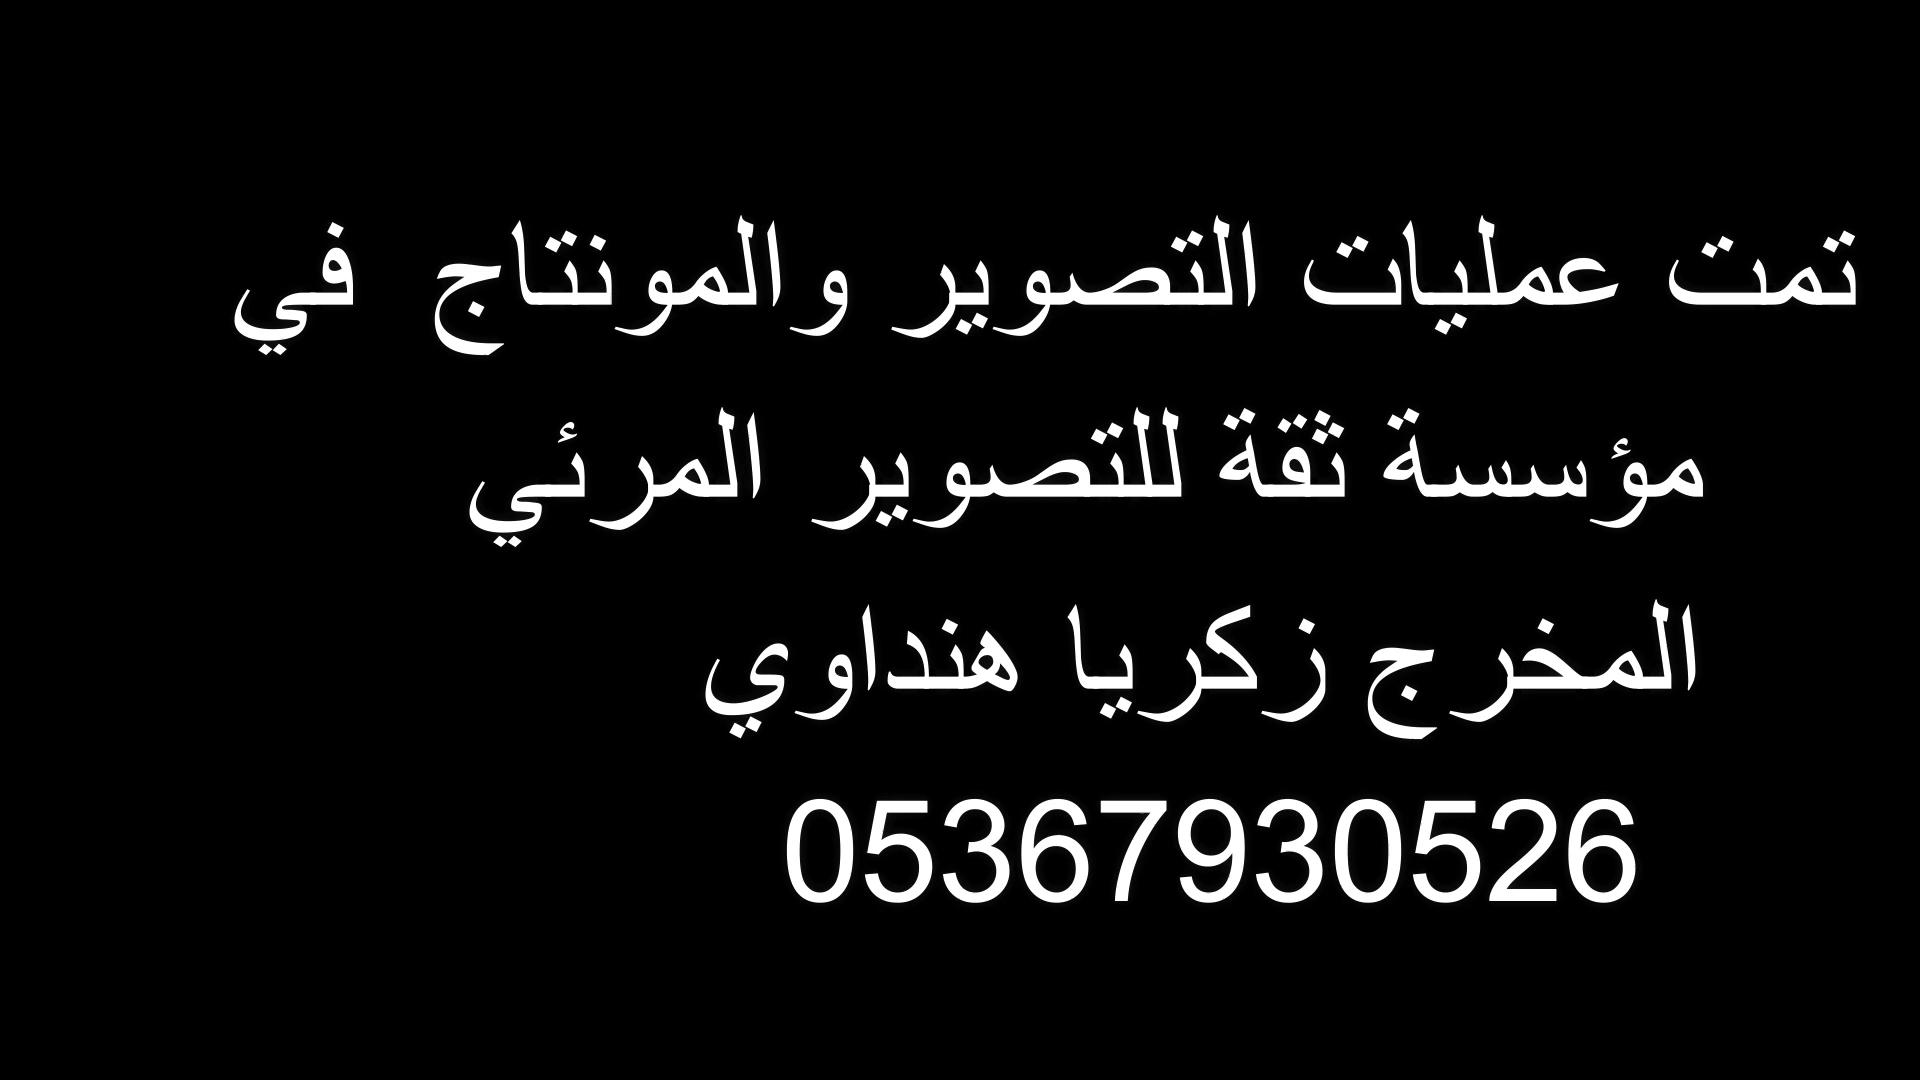 تمت عمليات التصوير والمونتاج في
مؤسسة ثقة للتصوير المرئي
المخرج زكريا هنداوي
05367930526